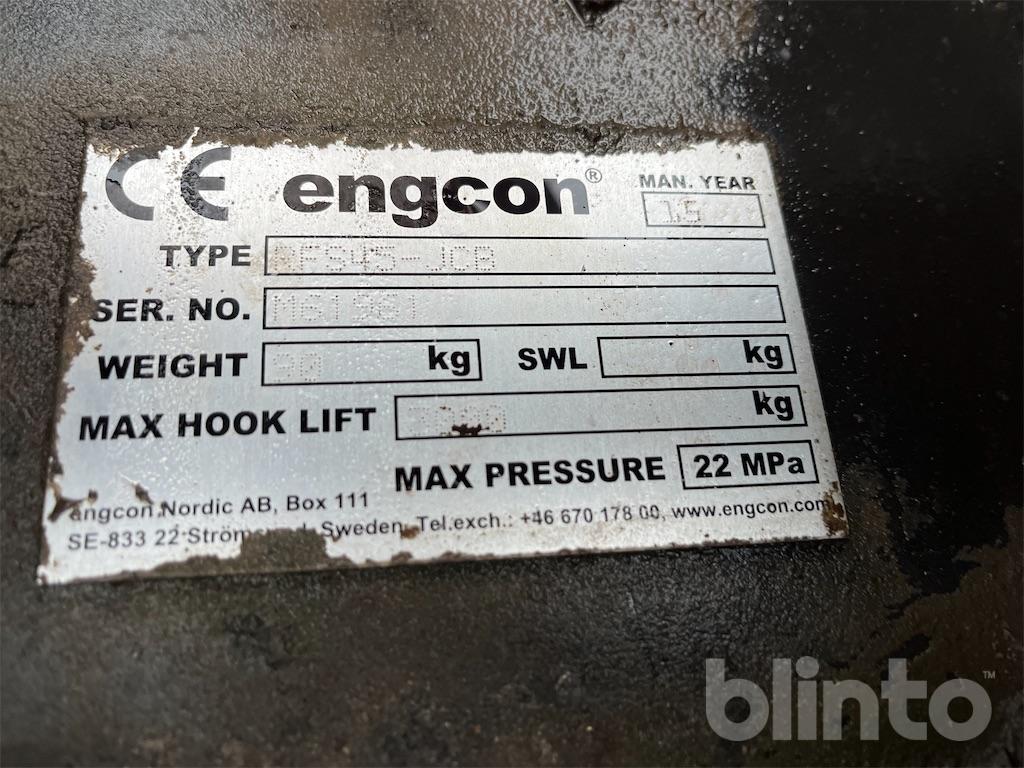 CE engcon® MAN. YEAR
15
TYPE
SER. NO. M61961
WEIGHT 90 kg SWL kg
MAX HOOK LIFT kg
MAX PRESSURE 22 MPa
engcon Nordic AB, Box 111
SE-833 22 Sweden, Tel.exch.: +46 670 178 00, www.engcon.com
blinto™